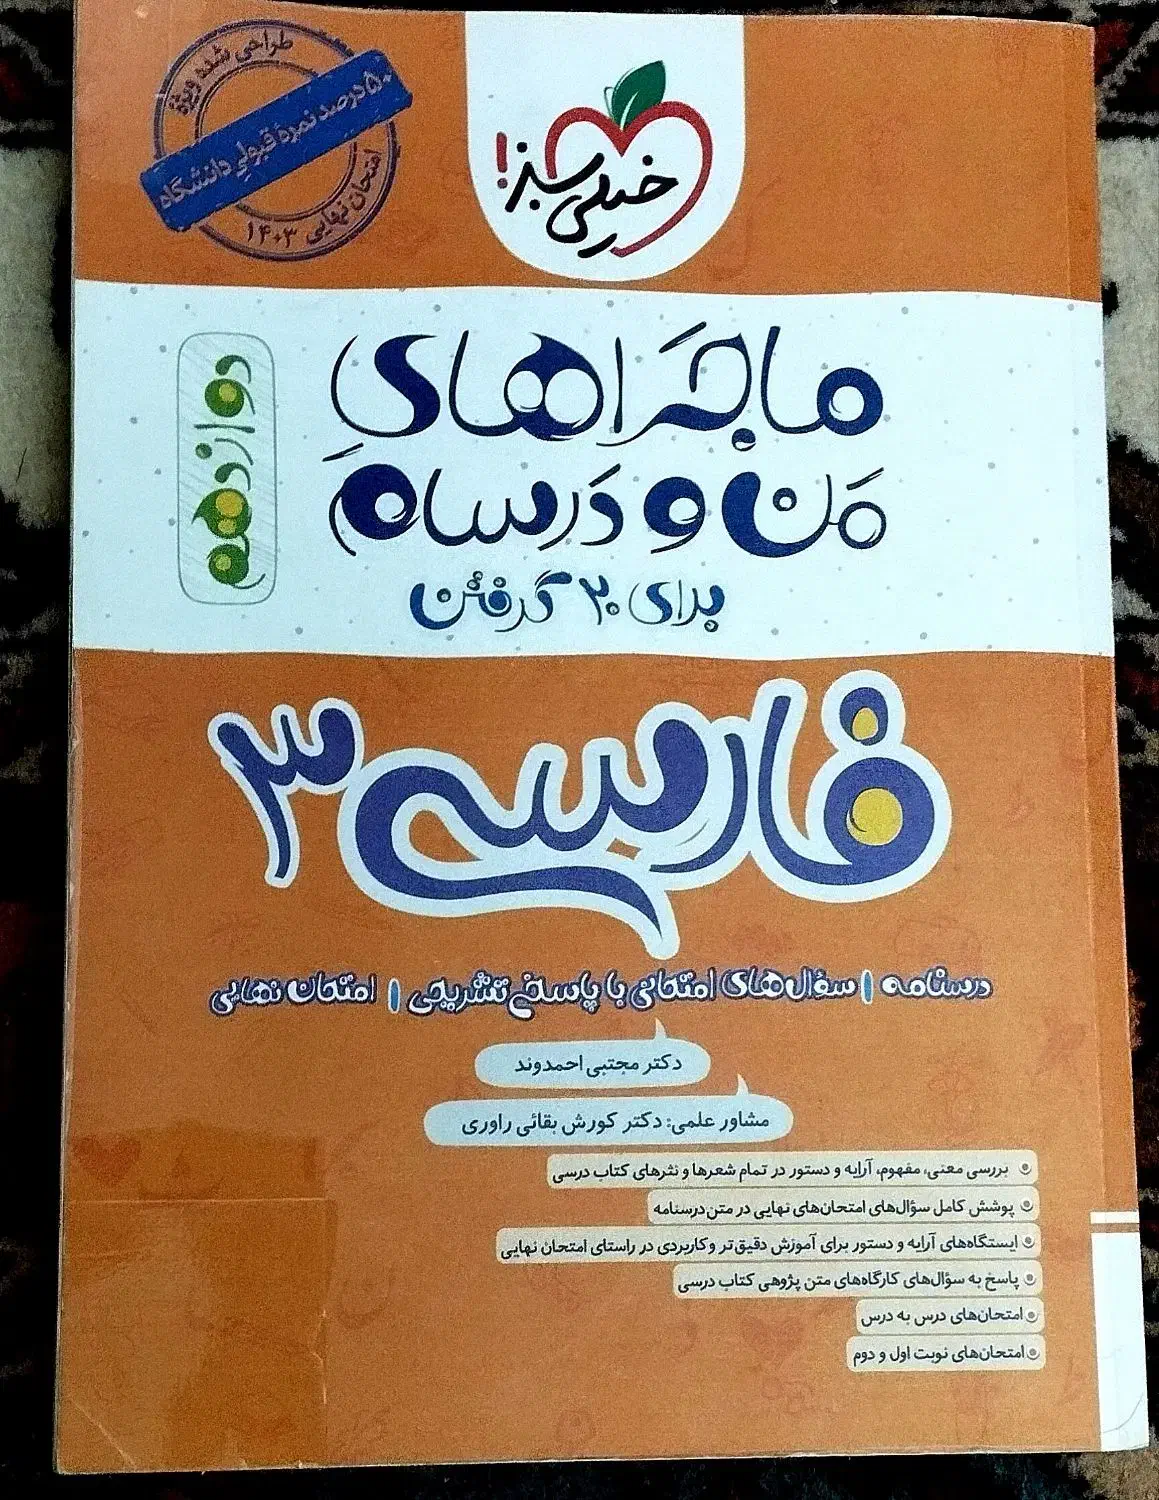 طراحی شده ویژهٔ
۵۰ درصد نمرهٔ قبولی دانشگاه
امتحان نهایی ۱۴۰۳
خیلی سبز!
ماجراهای
من و درسام
برای ۲۰ گرفتن
دوازدهم
فارسی ۳
درسنامه | سؤال‌های امتحانی با پاسخ تشریحی | امتحان نهایی
دکتر مجتبی احمدوند
مشاور علمی: دکتر کورش بقائی راوری
بررسی معنی، مفهوم، آرایه و دستور در تمام شعرها و نثرهای کتاب درسی
پوشش کامل سؤال‌های امتحان‌های نهایی در متن درسنامه
ایستگاه‌های آرایه و دستور برای آموزش دقیق‌تر و کاربردی در راستای امتحان نهایی
پاسخ به سؤال‌های کارگاه‌های متن پژوهی کتاب درسی
امتحان‌های درس به درس
امتحان‌های نوبت اول و دوم